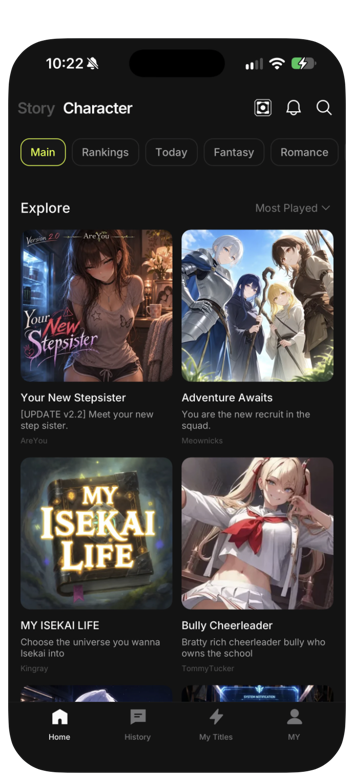 10:22
Story Character
Main Rankings Today Fantasy Romance
Explore Most Played
Version 2.0 AreYou
Your New
Stepsister
Your New Stepsister
[UPDATE v2.2] Meet your new
step sister.
AreYou
Adventure Awaits
You are the new recruit in the
squad.
Meownicks
MY
ISEKAI
LIFE
MY ISEKAI LIFE
Choose the universe you wanna
Isekai into
Kingray
Bully Cheerleader
Bratty rich cheerleader bully who
owns the school
TommyTucker
SYSTEM NOTIFICATION
Home History My Titles MY